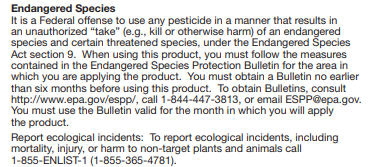 Endangered Species
It is a Federal offense to use any pesticide in a manner that results in
an unauthorized “take” (e.g., kill or otherwise harm) of an endangered
species and certain threatened species, under the Endangered Species
Act section 9.  When using this product, you must follow the measures
contained in the Endangered Species Protection Bulletin for the area in
which you are applying the product.  You must obtain a Bulletin no earlier
than six months before using this product.  To obtain Bulletins, consult
http://www.epa.gov/espp/, call 1-844-447-3813, or email ESPP@epa.gov.
You must use the Bulletin valid for the month in which you will apply
the product.
Report ecological incidents:  To report ecological incidents, including
mortality, injury, or harm to non-target plants and animals call
1-855-ENLIST-1 (1-855-365-4781).